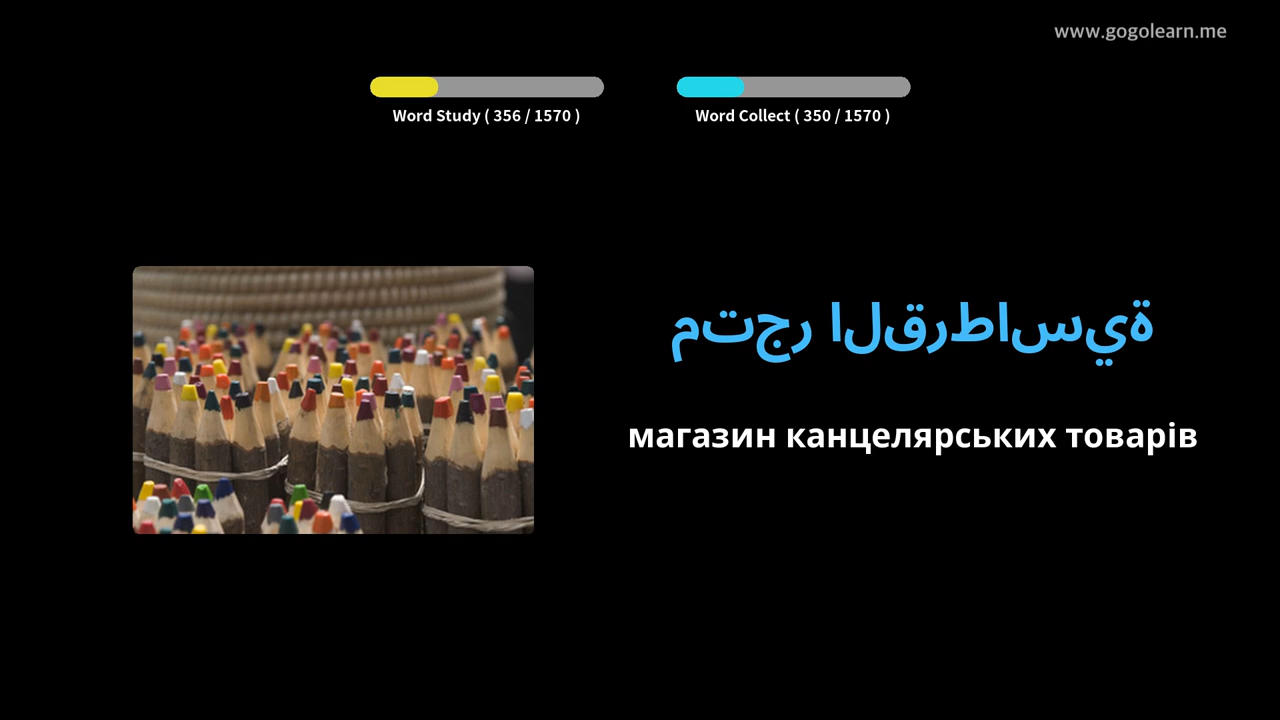 www.gogolearn.me
Word Study ( 356 / 1570 )
Word Collect ( 350 / 1570 )
متجر القرطاسية
магазин канцелярських товарів